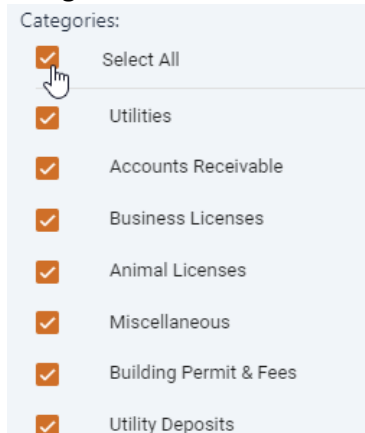 Categories:
Select All
Utilities
Accounts Receivable
Business Licenses
Animal Licenses
Miscellaneous
Building Permit & Fees
Utility Deposits